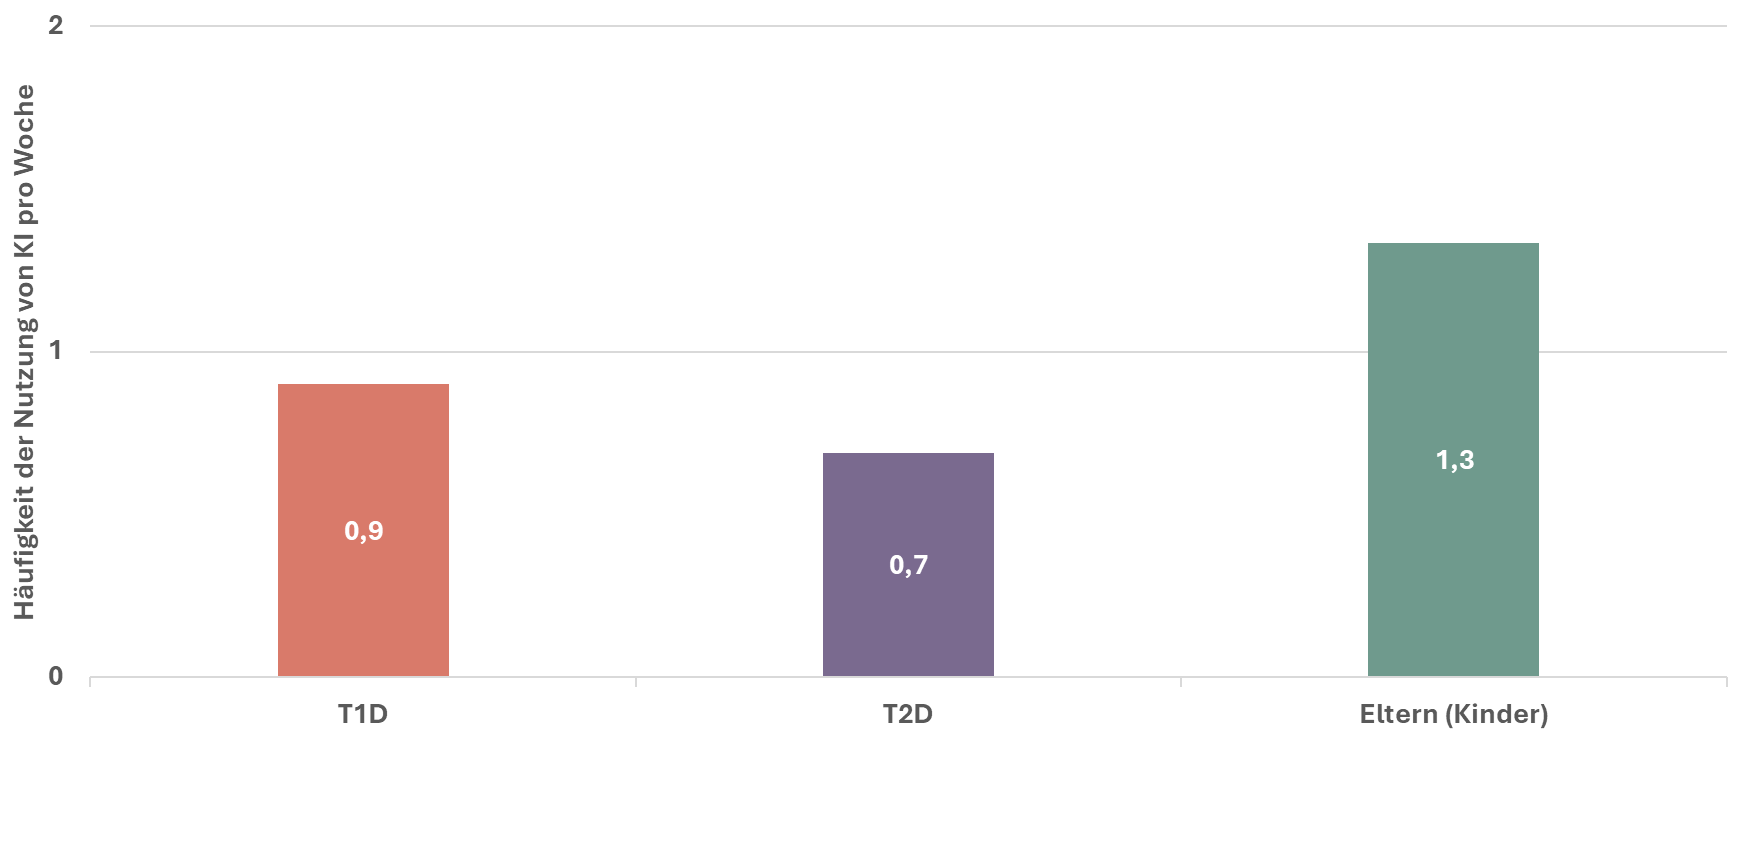 Häufigkeit der Nutzung von KI pro Woche
2
1
0
0,9
0,7
1,3
T1D
T2D
Eltern (Kinder)